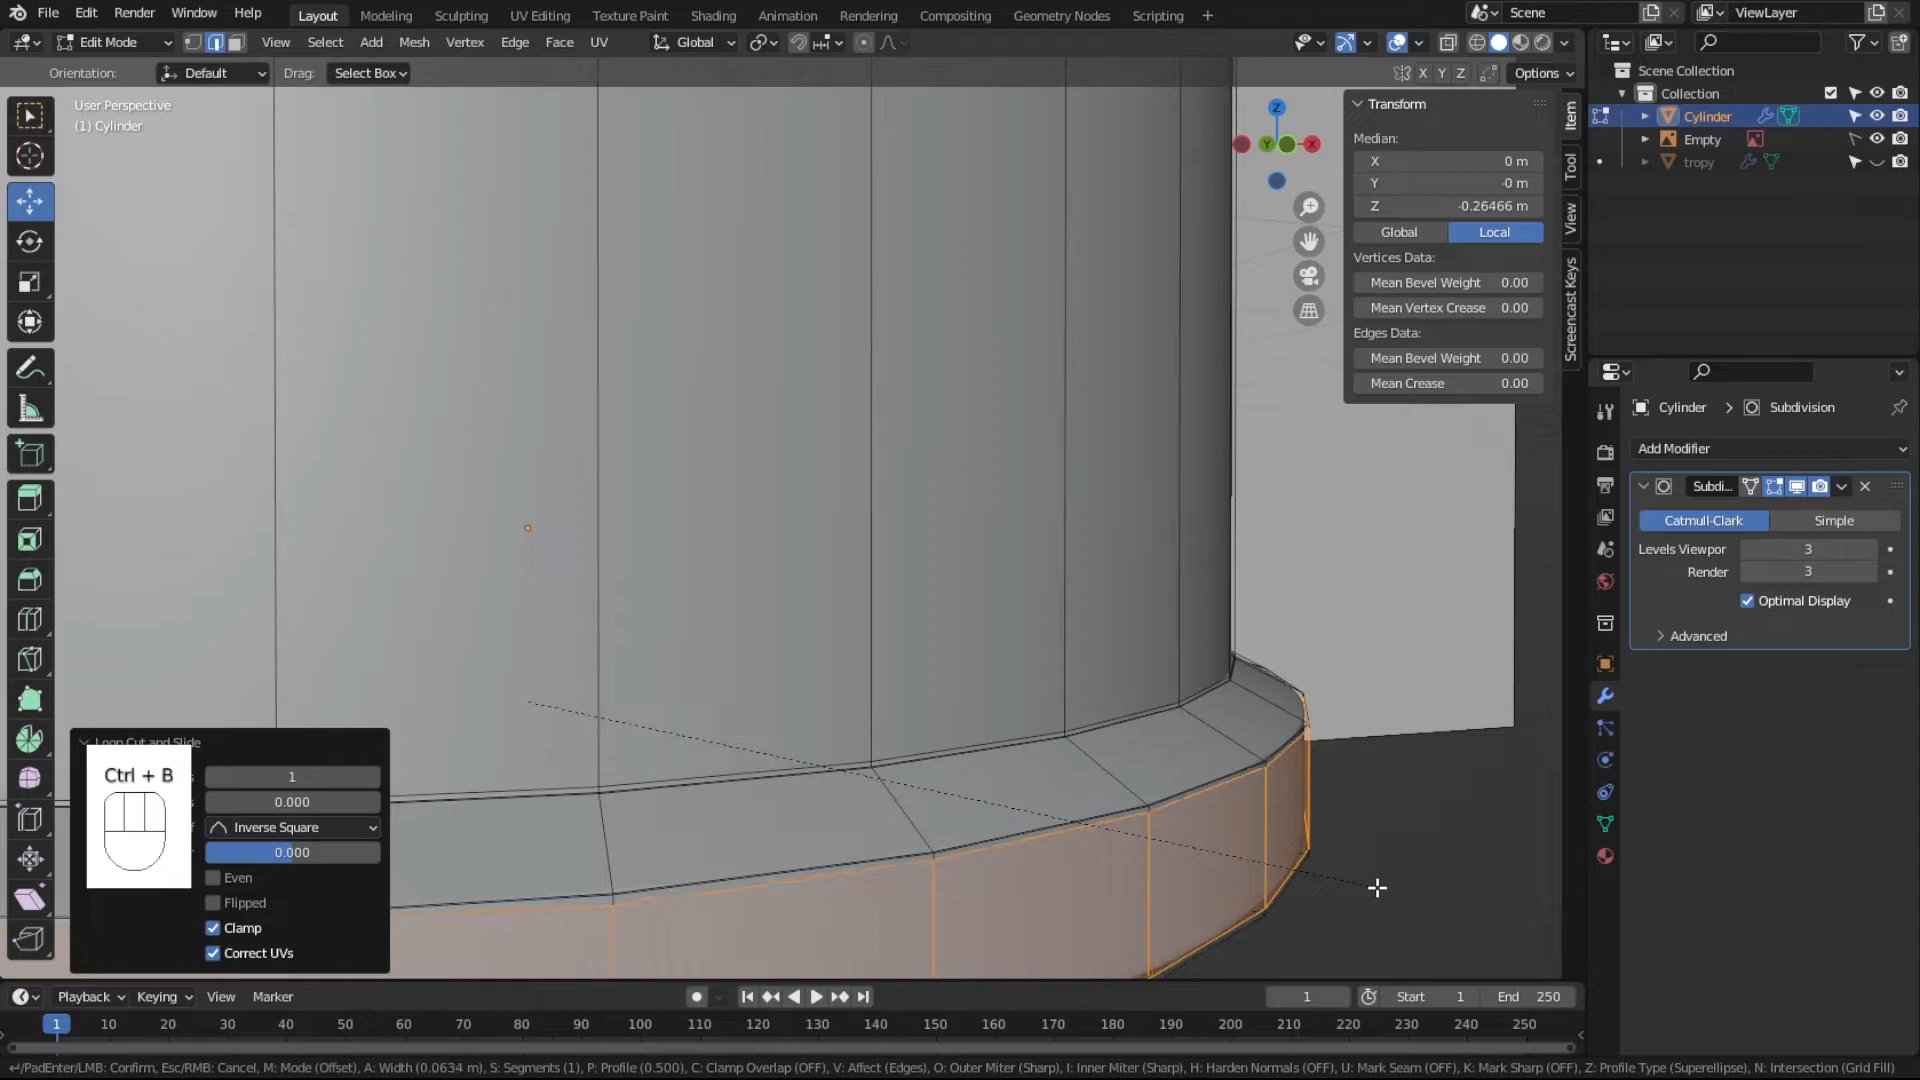 File Edit Render Window Help Layout Modeling Sculpting UV Editing Texture Paint Shading Animation Rendering Compositing Geometry Nodes Scripting + Scene ViewLayer
Edit Mode View Select Add Mesh Vertex Edge Face UV Global
Orientation: Default Drag: Select Box X Y Z Options
User Perspective
(1) Cylinder
Z
Y
X
Transform
Median:
X 0 m
Y -0 m
Z -0.26466 m
Global Local
Vertices Data:
Mean Bevel Weight 0.00
Mean Vertex Crease 0.00
Edges Data:
Mean Bevel Weight 0.00
Mean Crease 0.00
Item
Tool
View
Screencast Keys
Scene Collection
Collection
Cylinder
Empty
tropy
Cylinder > Subdivision
Add Modifier
Subdi...
Catmull-Clark Simple
Levels Viewpor 3
Render 3
Optimal Display
Advanced
Loop Cut and Slide
Ctrl + B
1
0.000
Inverse Square
0.000
Even
Flipped
Clamp
Correct UVs
Playback Keying View Marker 1 Start 1 End 250
1 10 20 30 40 50 60 70 80 90 100 110 120 130 140 150 160 170 180 190 200 210 220 230 240 250
↵/PadEnter/LMB: Confirm, Esc/RMB: Cancel, M: Mode (Offset), A: Width (0.0634 m), S: Segments (1), P: Profile (0.500), C: Clamp Overlap (OFF), V: Affect (Edges), O: Outer Miter (Sharp), I: Inner Miter (Sharp), H: Harden Normals (OFF), U: Mark Seam (OFF), K: Mark Sharp (OFF), Z: Profile Type (Superellipse), N: Intersection (Grid Fill)